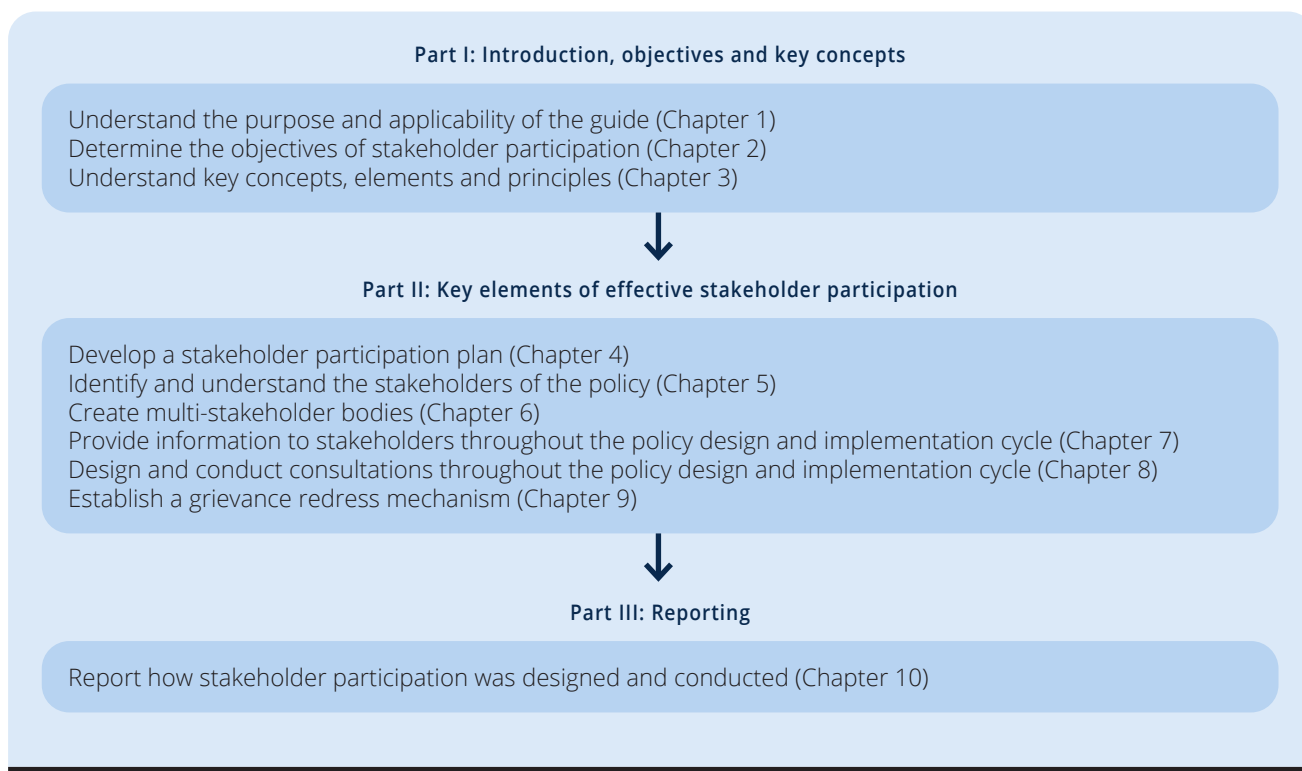 Part I: Introduction, objectives and key concepts
Understand the purpose and applicability of the guide (Chapter 1)
Determine the objectives of stakeholder participation (Chapter 2)
Understand key concepts, elements and principles (Chapter 3)
Part II: Key elements of effective stakeholder participation
Develop a stakeholder participation plan (Chapter 4)
Identify and understand the stakeholders of the policy (Chapter 5)
Create multi-stakeholder bodies (Chapter 6)
Provide information to stakeholders throughout the policy design and implementation cycle (Chapter 7)
Design and conduct consultations throughout the policy design and implementation cycle (Chapter 8)
Establish a grievance redress mechanism (Chapter 9)
Part III: Reporting
Report how stakeholder participation was designed and conducted (Chapter 10)